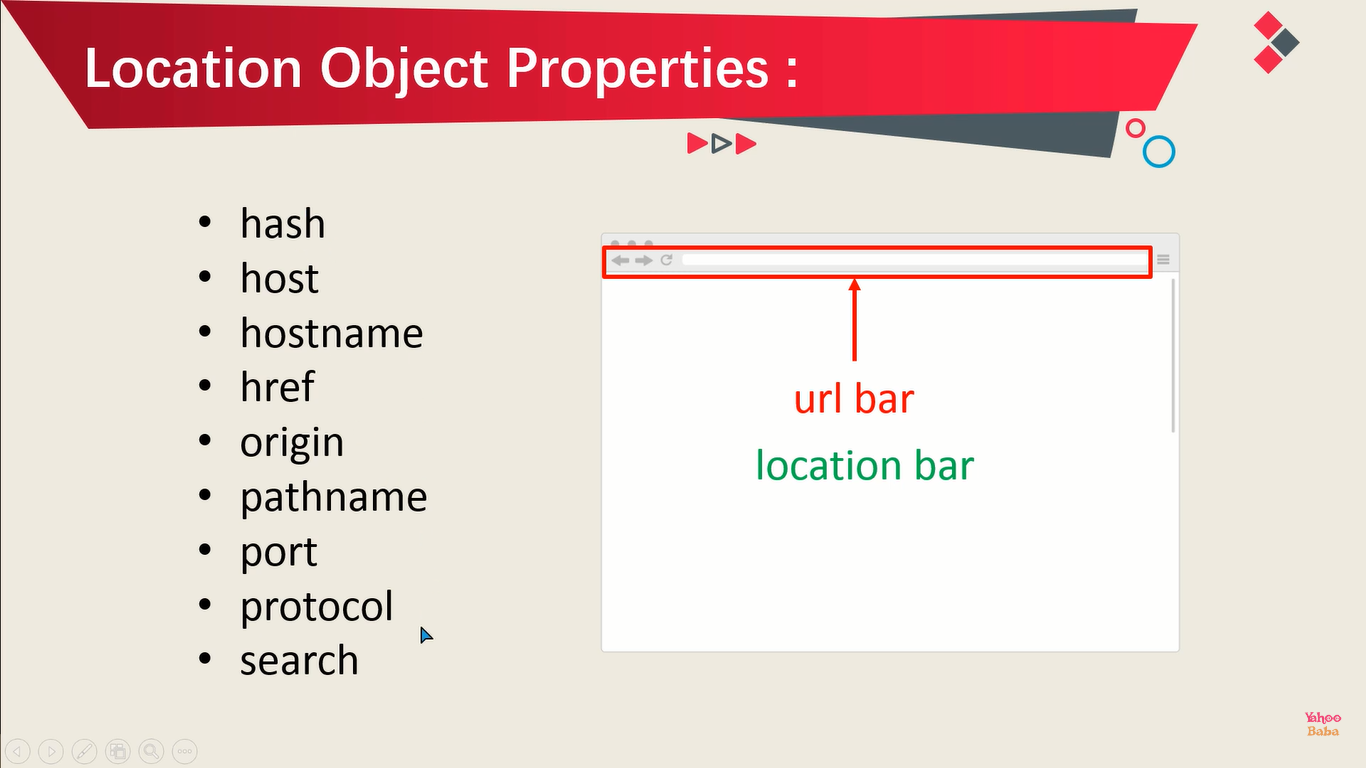 Location Object Properties :
• hash
• host
• hostname
• href
• origin
• pathname
• port
• protocol
• search
url bar
location bar
Yahoo
Baba